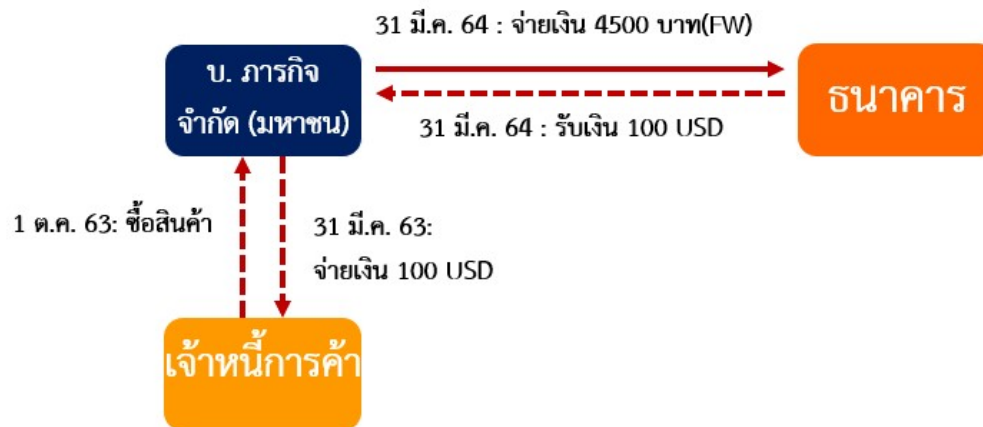 31 มี.ค. 64 : จ่ายเงิน 4500 บาท(FW)
บ. ภารกิจ
จำกัด (มหาชน)
ธนาคาร
31 มี.ค. 64 : รับเงิน 100 USD
1 ต.ค. 63: ซื้อสินค้า
31 มี.ค. 63:
จ่ายเงิน 100 USD
เจ้าหนี้การค้า